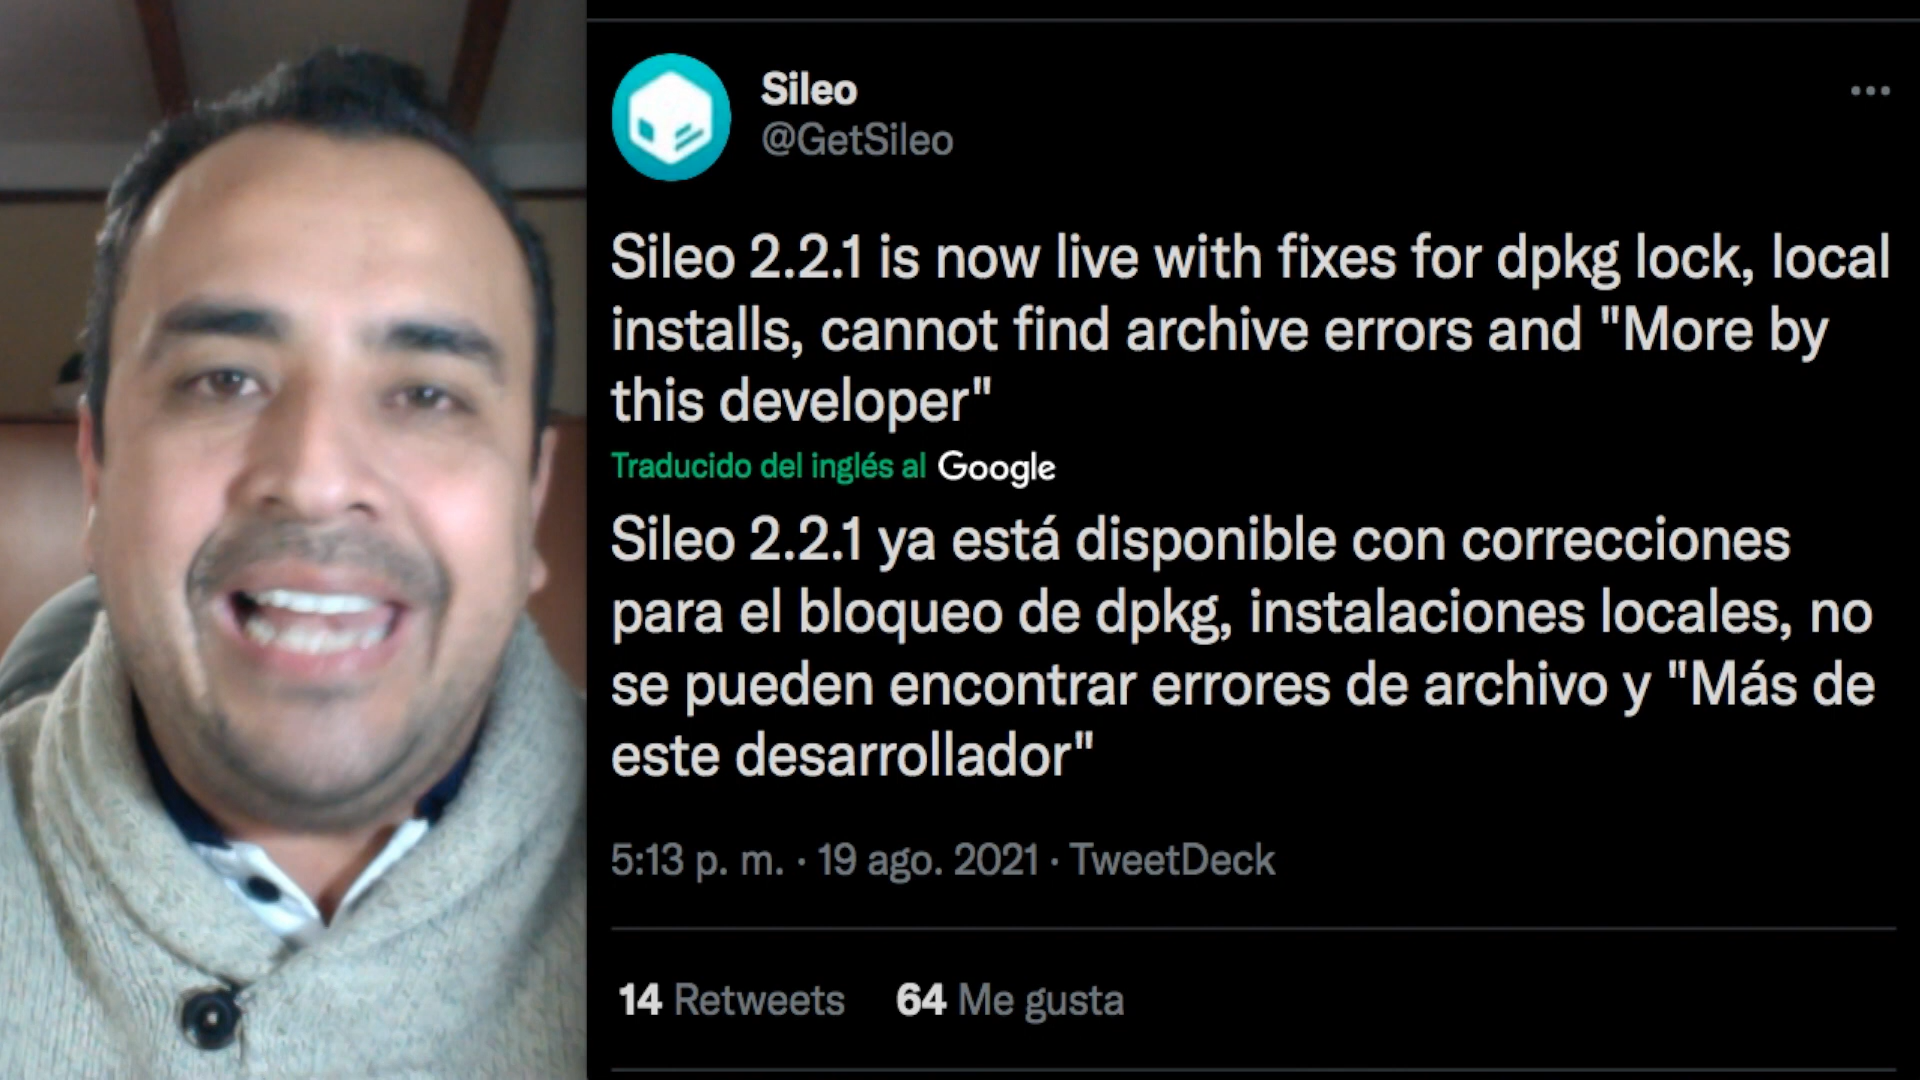 Sileo
@GetSileo
Sileo 2.2.1 is now live with fixes for dpkg lock, local
installs, cannot find archive errors and "More by
this developer"
Traducido del inglés al Google
Sileo 2.2.1 ya está disponible con correcciones
para el bloqueo de dpkg, instalaciones locales, no
se pueden encontrar errores de archivo y "Más de
este desarrollador"
5:13 p. m. · 19 ago. 2021 · TweetDeck
14 Retweets 64 Me gusta